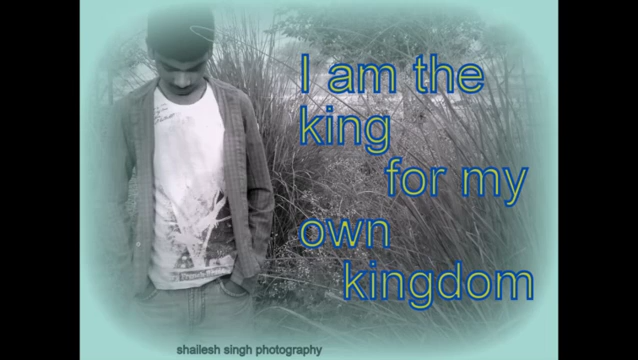 I am the
king
for my
own
kingdom
shailesh singh photography